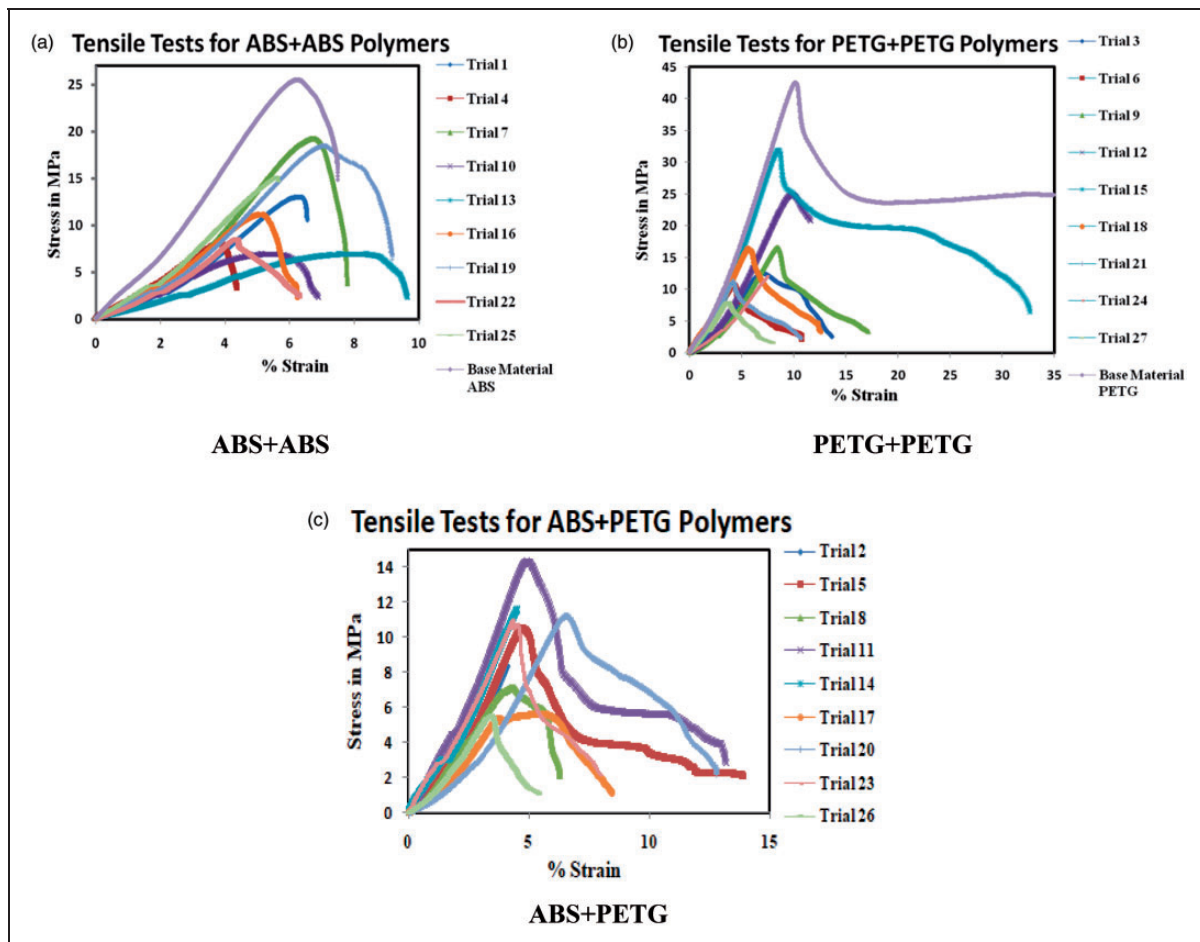 (a) Tensile Tests for ABS+ABS Polymers
Stress in MPa
25
20
15
10
5
0
0 2 4 6 8 10
% Strain
Trial 1
Trial 4
Trial 7
Trial 10
Trial 13
Trial 16
Trial 19
Trial 22
Trial 25
Base Material
ABS
ABS+ABS
(b) Tensile Tests for PETG+PETG Polymers
Stress in MPa
45
40
35
30
25
20
15
10
5
0
0 5 10 15 20 25 30 35
% Strain
Trial 3
Trial 6
Trial 9
Trial 12
Trial 15
Trial 18
Trial 21
Trial 24
Trial 27
Base Material
PETG
PETG+PETG
(c) Tensile Tests for ABS+PETG Polymers
Stress in MPa
14
12
10
8
6
4
2
0
0 5 10 15
% Strain
Trial 2
Trial 5
Trial 8
Trial 11
Trial 14
Trial 17
Trial 20
Trial 23
Trial 26
ABS+PETG